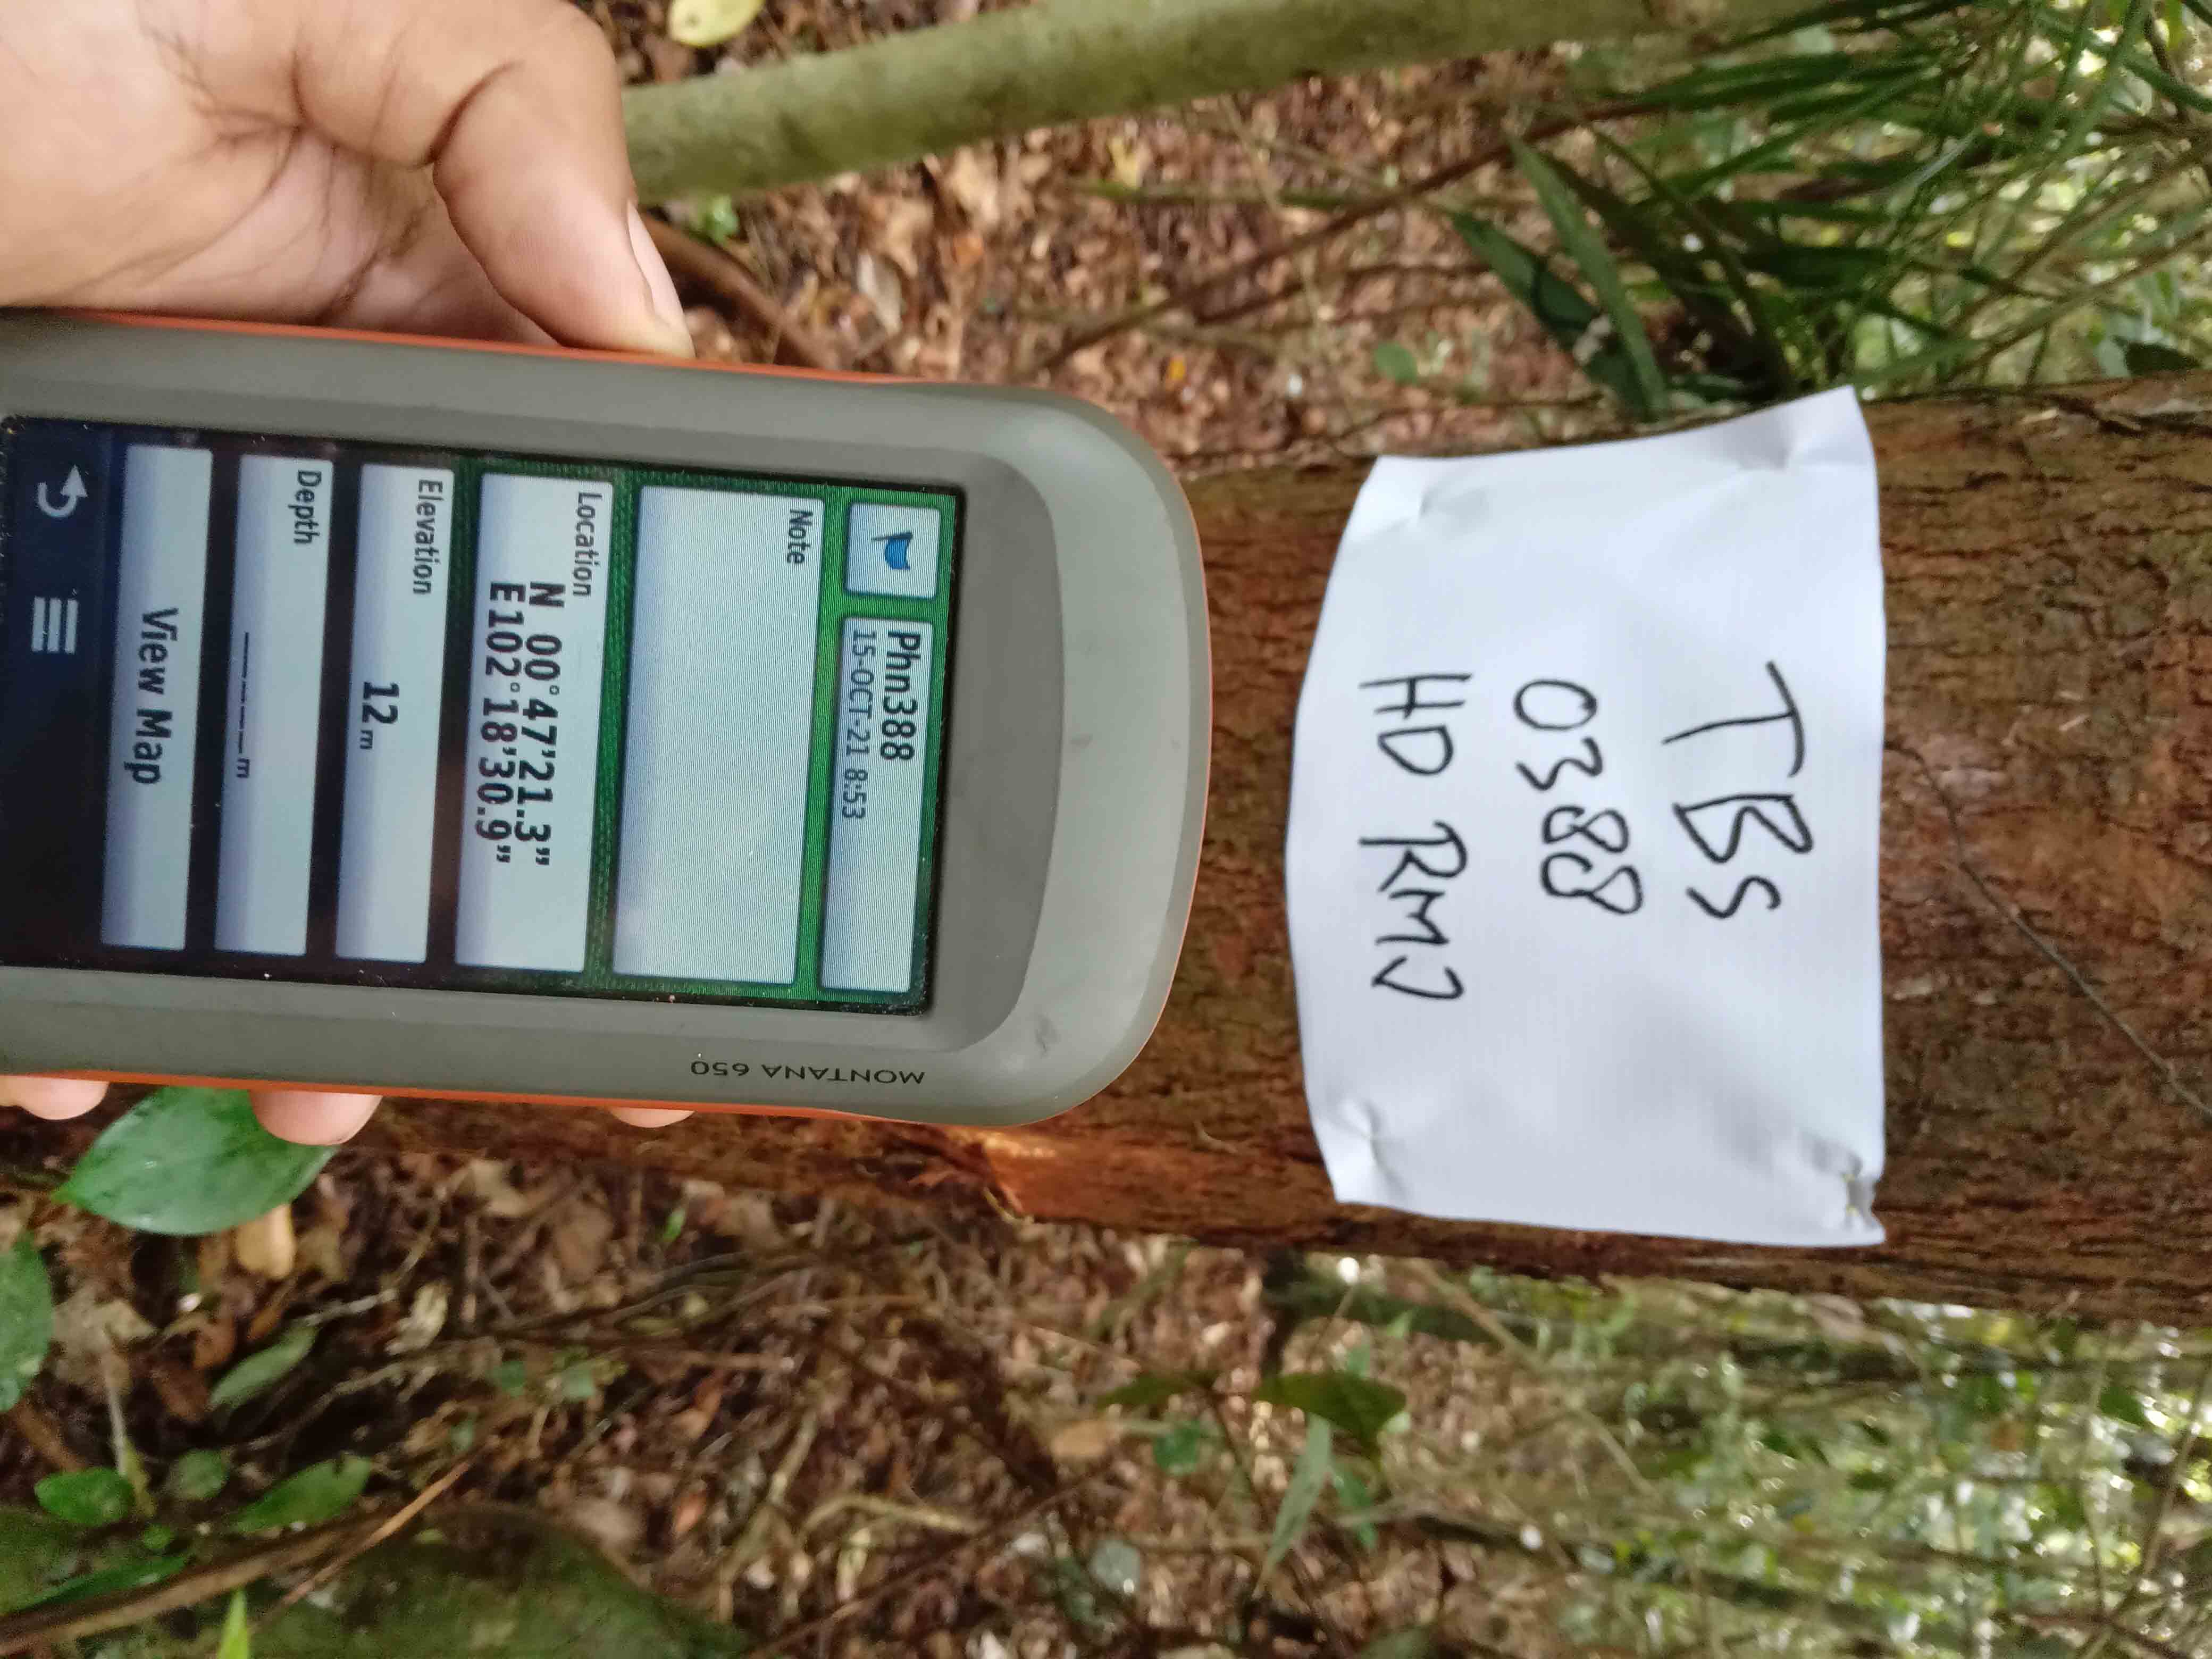 TBS
0388
HD RMJ
MONTANA 650
Phn388
15-OCT-21 8:53
Note
Location
N 00°47'21.3"
E102°18'30.9"
Elevation
12 m
Depth
_____m
View Map